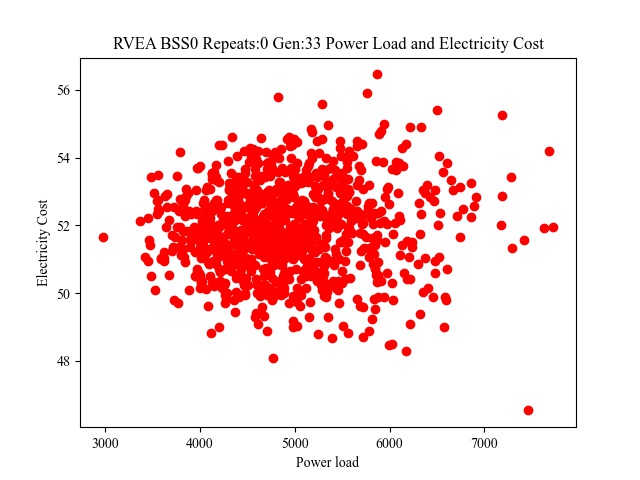 RVEA BSS0 Repeats:0 Gen:33 Power Load and Electricity Cost
56
54
52
50
48
Electricity Cost
3000 4000 5000 6000 7000
Power load